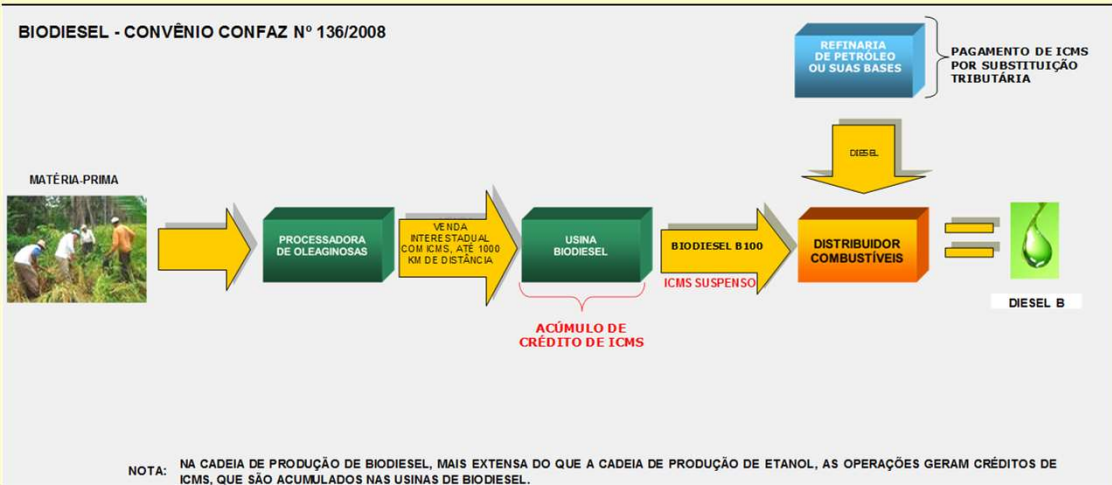 BIODIESEL - CONVÊNIO CONFAZ Nº 136/2008
REFINARIA
DE PETRÓLEO
OU SUAS BASES
PAGAMENTO DE ICMS
POR SUBSTITUIÇÃO
TRIBUTÁRIA
DIESEL
MATÉRIA-PRIMA
PROCESSADORA
DE OLEAGINOSAS
VENDA
INTERESTADUAL
COM ICMS, ATÉ 1000
KM DE DISTÂNCIA
USINA
BIODIESEL
BIODIESEL B100
ICMS SUSPENSO
DISTRIBUIDOR
COMBUSTÍVEIS
DIESEL B
ACÚMULO DE
CRÉDITO DE ICMS
NOTA: NA CADEIA DE PRODUÇÃO DE BIODIESEL, MAIS EXTENSA DO QUE A CADEIA DE PRODUÇÃO DE ETANOL, AS OPERAÇÕES GERAM CRÉDITOS DE
ICMS, QUE SÃO ACUMULADOS NAS USINAS DE BIODIESEL.